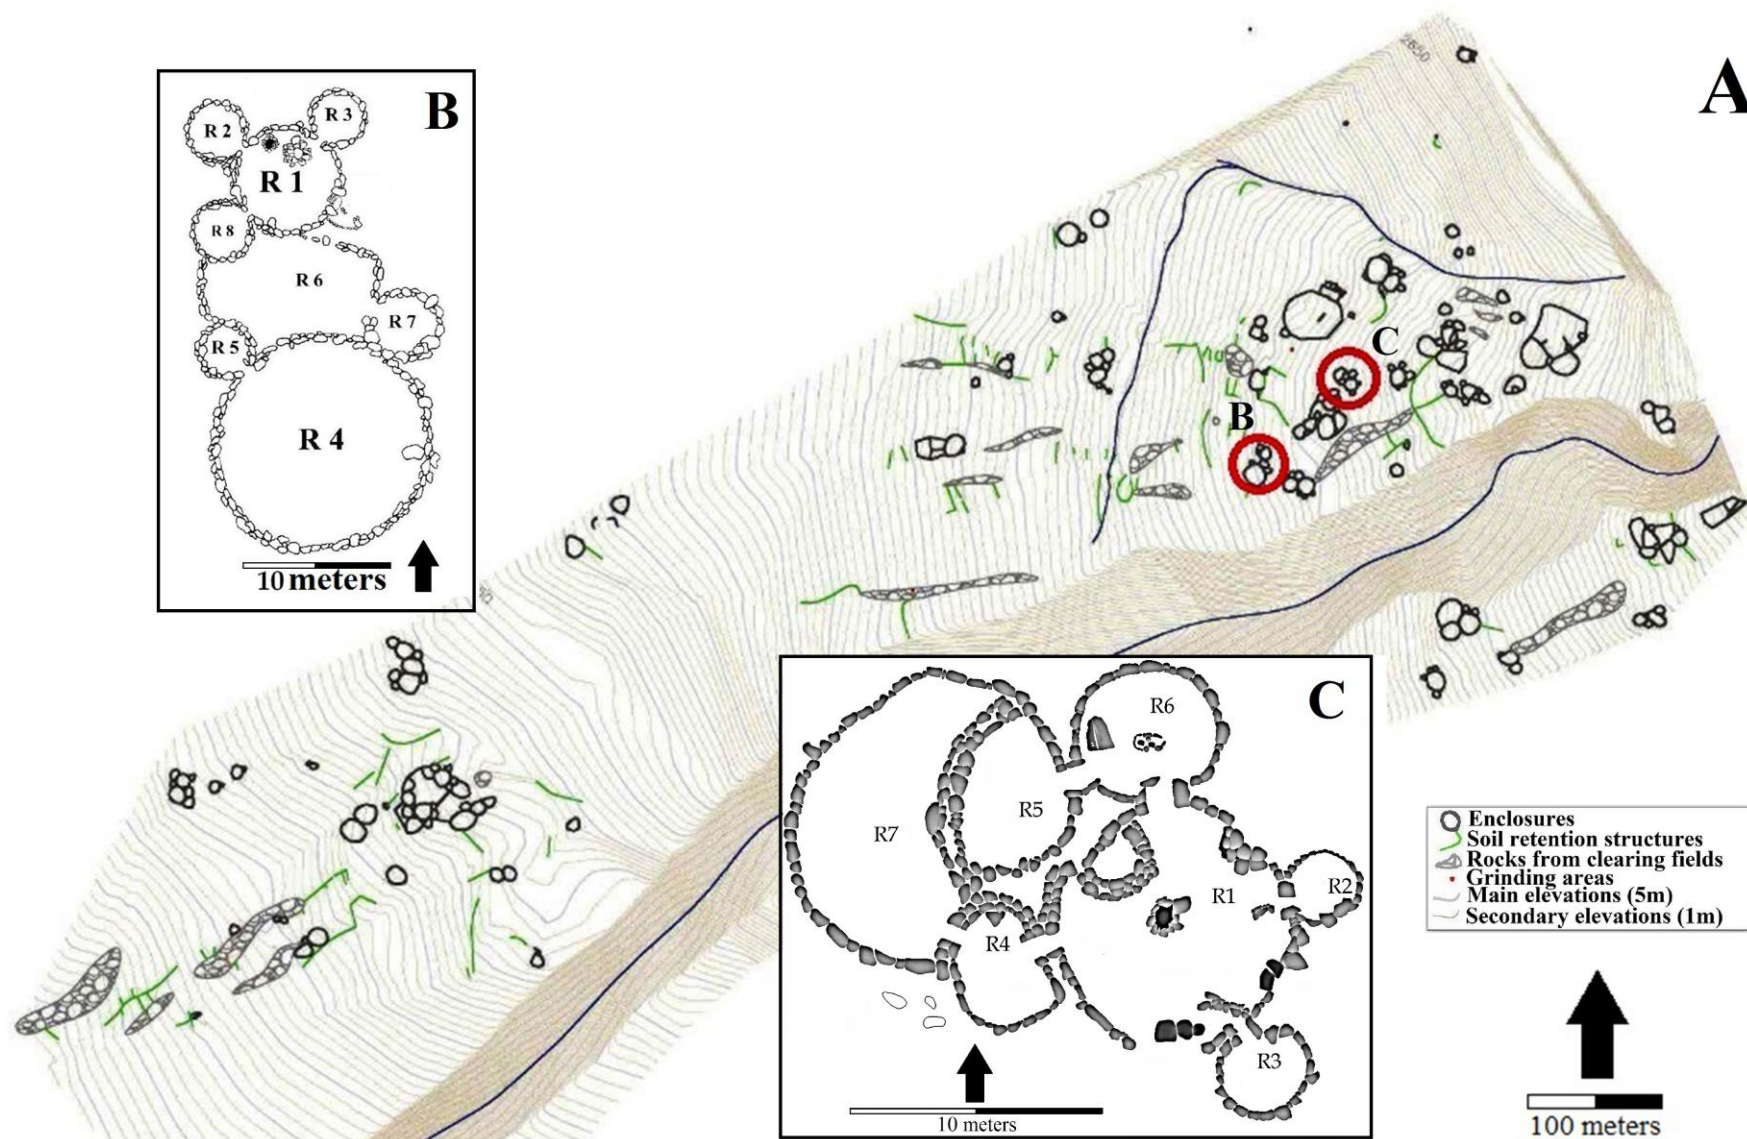 A
2650
B
R 2
R 3
R 1
R 8
R 6
R 7
R 5
R 4
10 meters
C
B
C
R6
R5
R7
R1
R2
R4
R3
10 meters
Enclosures
Soil retention structures
Rocks from clearing fields
Grinding areas
Main elevations (5m)
Secondary elevations (1m)
100 meters